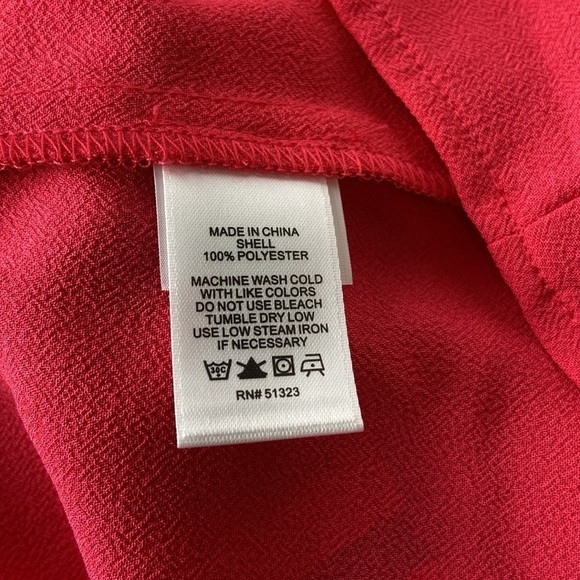 MADE IN CHINA
SHELL
100% POLYESTER
MACHINE WASH COLD
WITH LIKE COLORS
DO NOT USE BLEACH
TUMBLE DRY LOW
USE LOW STEAM IRON
IF NECESSARY
30C
RN# 51323